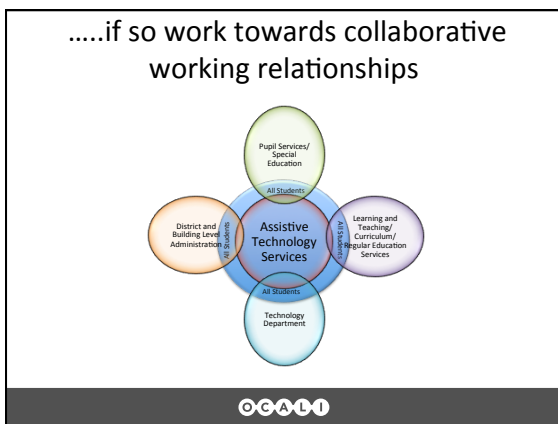 …..if so work towards collaborative
working relationships
Pupil Services/
Special
Education
All Students
District and
Building Level
Administration
All Students
Assistive
Technology
Services
All Students
Learning and
Teaching/
Curriculum/
Regular Education
Services
All Students
Technology
Department
OCALI